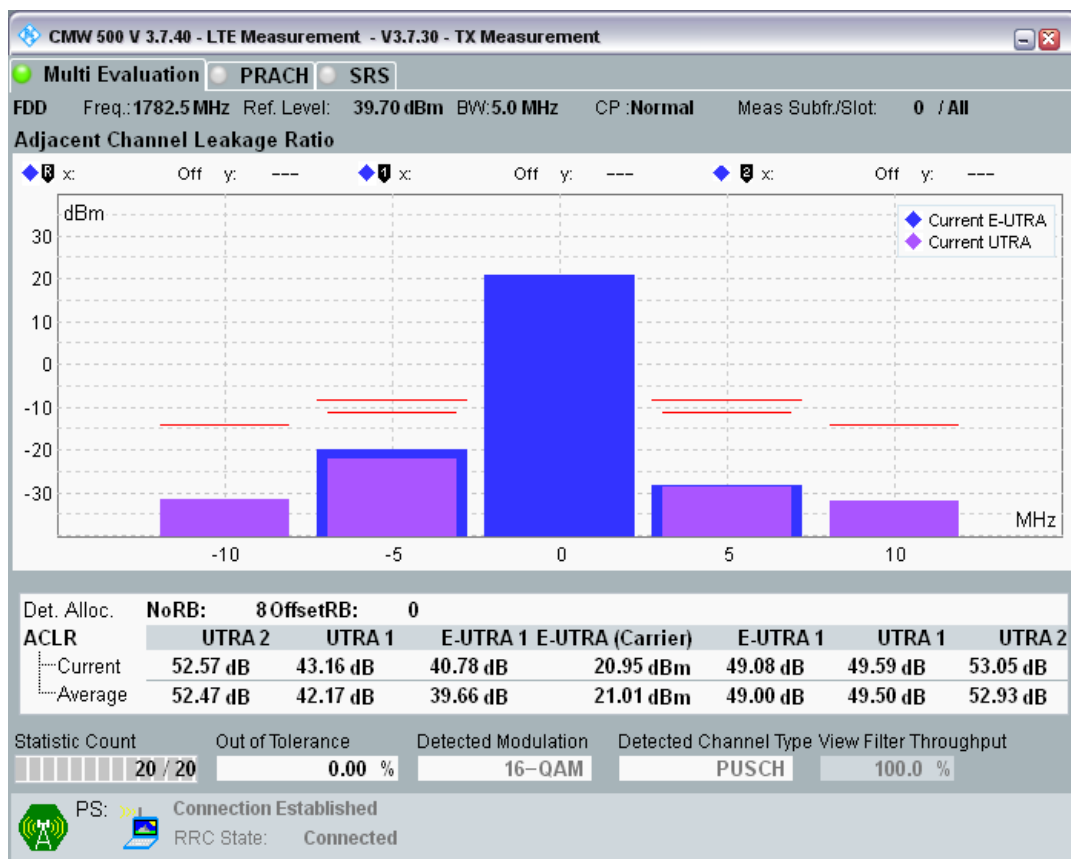 CMW 500 V 3.7.40 - LTE Measurement - V3.7.30 - TX Measurement
Multi Evaluation PRACH SRS
FDD Freq.: 1782.5 MHz Ref. Level: 39.70 dBm BW: 5.0 MHz CP : Normal Meas Subfr./Slot: 0 / All
Adjacent Channel Leakage Ratio
R x: Off y: --- 1 x: Off y: --- 2 x: Off y: ---
dBm
Current E-UTRA
Current UTRA
30
20
10
0
-10
-20
-30
MHz
-10 -5 0 5 10
Det. Alloc. NoRB: 8 OffsetRB: 0
ACLR UTRA 2 UTRA 1 E-UTRA 1 E-UTRA (Carrier) E-UTRA 1 UTRA 1 UTRA 2
Current 52.57 dB 43.16 dB 40.78 dB 20.95 dBm 49.08 dB 49.59 dB 53.05 dB
Average 52.47 dB 42.17 dB 39.66 dB 21.01 dBm 49.00 dB 49.50 dB 52.93 dB
Statistic Count Out of Tolerance Detected Modulation Detected Channel Type View Filter Throughput
20 / 20 0.00 % 16-QAM PUSCH 100.0 %
PS: Connection Established
RRC State: Connected